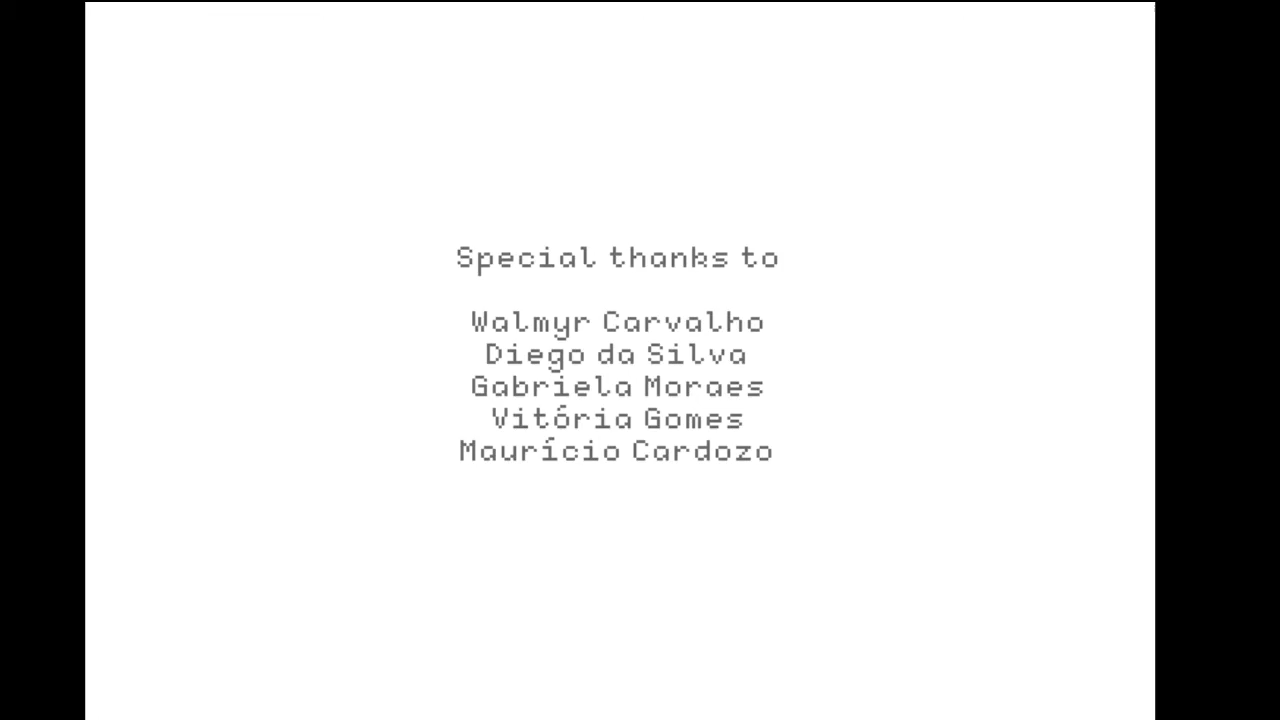 Special thanks to
Walmyr Carvalho
Diego da Silva
Gabriela Moraes
Vitória Gomes
Maurício Cardozo